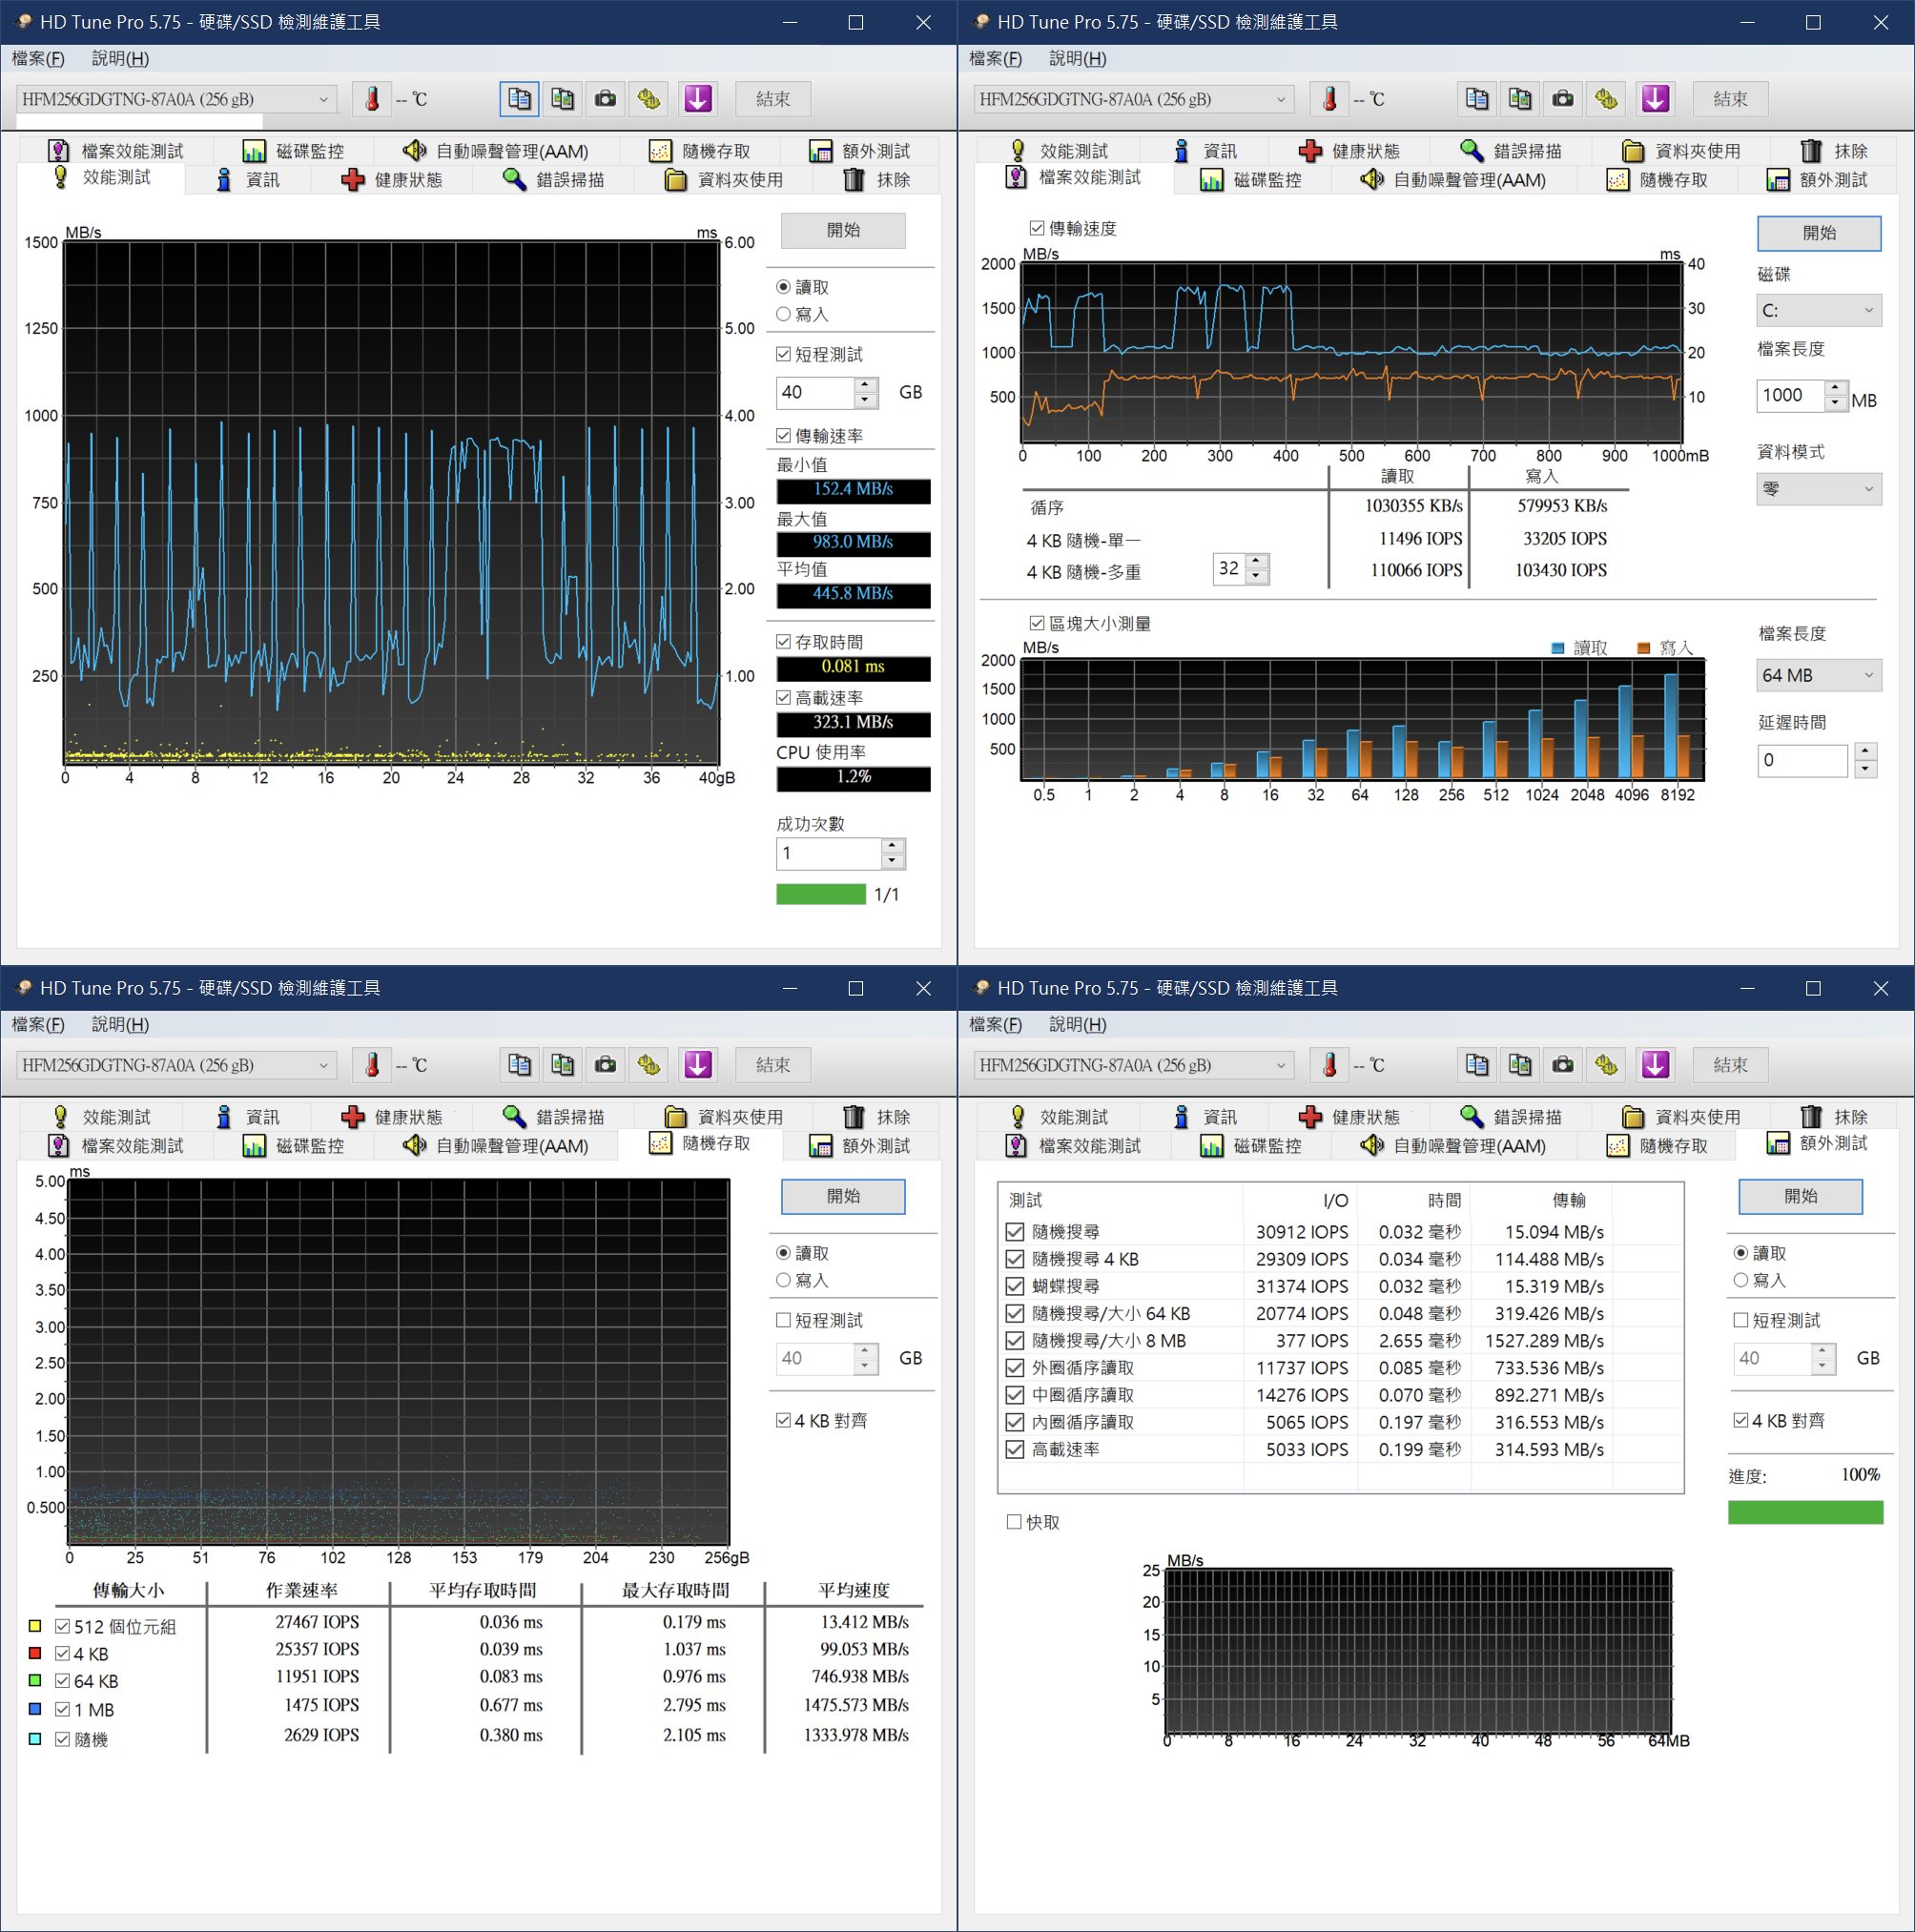 HD Tune Pro 5.75 - 硬碟/SSD 檢測維護工具
檔案(F) 說明(H)
HFM256GDGTNG-87A0A (256 gB) -- ℃ 結束
檔案效能測試 磁碟監控 自動噪聲管理(AAM) 隨機存取 額外測試
效能測試 資訊 健康狀態 錯誤掃描 資料夾使用 抹除
MB/s ms
1500 6.00
1250 5.00
1000 4.00
750 3.00
500 2.00
250 1.00
0 4 8 12 16 20 24 28 32 36 40gB
開始
讀取
寫入
短程測試
40 GB
傳輸速率
最小值
152.4 MB/s
最大值
983.0 MB/s
平均值
445.8 MB/s
存取時間
0.081 ms
高載速率
323.1 MB/s
CPU 使用率
1.2%
成功次數
1
1/1
HD Tune Pro 5.75 - 硬碟/SSD 檢測維護工具
檔案(F) 說明(H)
HFM256GDGTNG-87A0A (256 gB) -- ℃ 結束
效能測試 資訊 健康狀態 錯誤掃描 資料夾使用 抹除
檔案效能測試 磁碟監控 自動噪聲管理(AAM) 隨機存取 額外測試
傳輸速度
MB/s ms
2000 40
1500 30
1000 20
500 10
0 100 200 300 400 500 600 700 800 900 1000mB
讀取 寫入
循序 1030355 KB/s 579953 KB/s
4 KB 隨機-單一 11496 IOPS 33205 IOPS
4 KB 隨機-多重 32 110066 IOPS 103430 IOPS
區塊大小測量
MB/s 讀取 寫入
2000
1500
1000
500
0.5 1 2 4 8 16 32 64 128 256 512 1024 2048 4096 8192
開始
磁碟
C:
檔案長度
1000 MB
資料模式
零
檔案長度
64 MB
延遲時間
0
HD Tune Pro 5.75 - 硬碟/SSD 檢測維護工具
檔案(F) 說明(H)
HFM256GDGTNG-87A0A (256 gB) -- ℃ 結束
效能測試 資訊 健康狀態 錯誤掃描 資料夾使用 抹除
檔案效能測試 磁碟監控 自動噪聲管理(AAM) 隨機存取 額外測試
ms
5.00
4.50
4.00
3.50
3.00
2.50
2.00
1.50
1.00
0.500
0 25 51 76 102 128 153 179 204 230 256gB
開始
讀取
寫入
短程測試
40 GB
4 KB 對齊
傳輸大小 作業速率 平均存取時間 最大存取時間 平均速度
512 個位元組 27467 IOPS 0.036 ms 0.179 ms 13.412 MB/s
4 KB 25357 IOPS 0.039 ms 1.037 ms 99.053 MB/s
64 KB 11951 IOPS 0.083 ms 0.976 ms 746.938 MB/s
1 MB 1475 IOPS 0.677 ms 2.795 ms 1475.573 MB/s
隨機 2629 IOPS 0.380 ms 2.105 ms 1333.978 MB/s
HD Tune Pro 5.75 - 硬碟/SSD 檢測維護工具
檔案(F) 說明(H)
HFM256GDGTNG-87A0A (256 gB) -- ℃ 結束
效能測試 資訊 健康狀態 錯誤掃描 資料夾使用 抹除
檔案效能測試 磁碟監控 自動噪聲管理(AAM) 隨機存取 額外測試
測試 I/O 時間 傳輸
隨機搜尋 30912 IOPS 0.032 毫秒 15.094 MB/s
隨機搜尋 4 KB 29309 IOPS 0.034 毫秒 114.488 MB/s
蝴蝶搜尋 31374 IOPS 0.032 毫秒 15.319 MB/s
隨機搜尋/大小 64 KB 20774 IOPS 0.048 毫秒 319.426 MB/s
隨機搜尋/大小 8 MB 377 IOPS 2.655 毫秒 1527.289 MB/s
外圈循序讀取 11737 IOPS 0.085 毫秒 733.536 MB/s
中圈循序讀取 14276 IOPS 0.070 毫秒 892.271 MB/s
內圈循序讀取 5065 IOPS 0.197 毫秒 316.553 MB/s
高載速率 5033 IOPS 0.199 毫秒 314.593 MB/s
快取
MB/s
25
20
15
10
5
0 8 16 24 32 40 48 56 64MB
開始
讀取
寫入
短程測試
40 GB
4 KB 對齊
進度: 100%